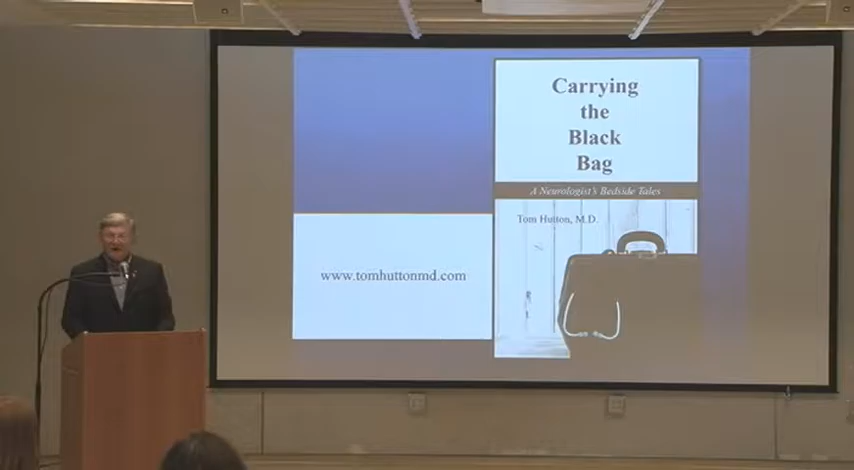 Carrying
the
Black
Bag
A Neurologist's Bedside Tales
Tom Hutton, M.D.
www.tomhuttonmd.com